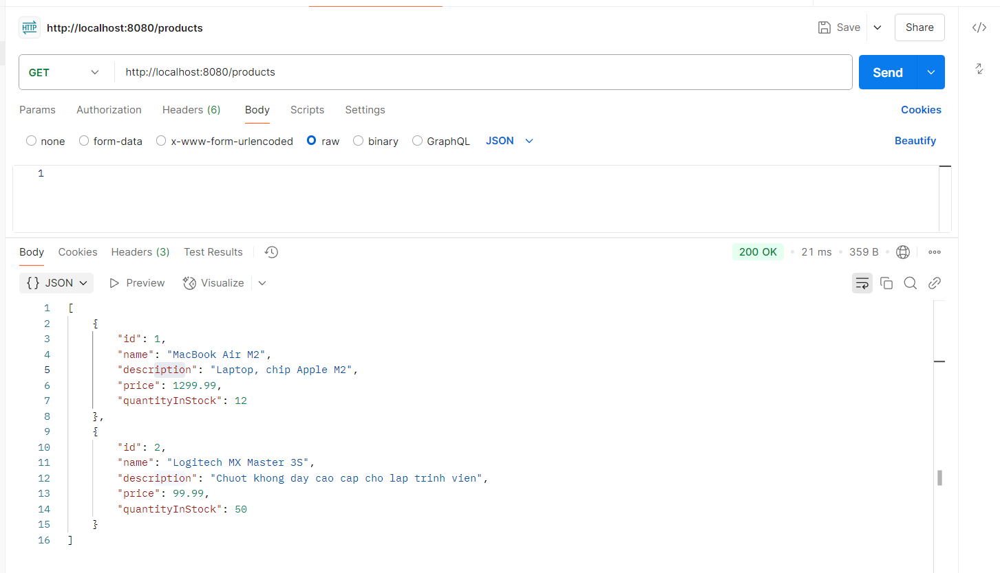 HTTP http://localhost:8080/products Save Share
GET http://localhost:8080/products Send
Params Authorization Headers (6) Body Scripts Settings Cookies
none form-data x-www-form-urlencoded raw binary GraphQL JSON Beautify
1
Body Cookies Headers (3) Test Results 200 OK • 21 ms • 359 B •
{} JSON Preview Visualize
1 [
2 {
3 "id": 1,
4 "name": "MacBook Air M2",
5 "description": "Laptop, chip Apple M2",
6 "price": 1299.99,
7 "quantityInStock": 12
8 },
9 {
10 "id": 2,
11 "name": "Logitech MX Master 3S",
12 "description": "Chuot khong day cao cap cho lap trinh vien",
13 "price": 99.99,
14 "quantityInStock": 50
15 }
16 ]